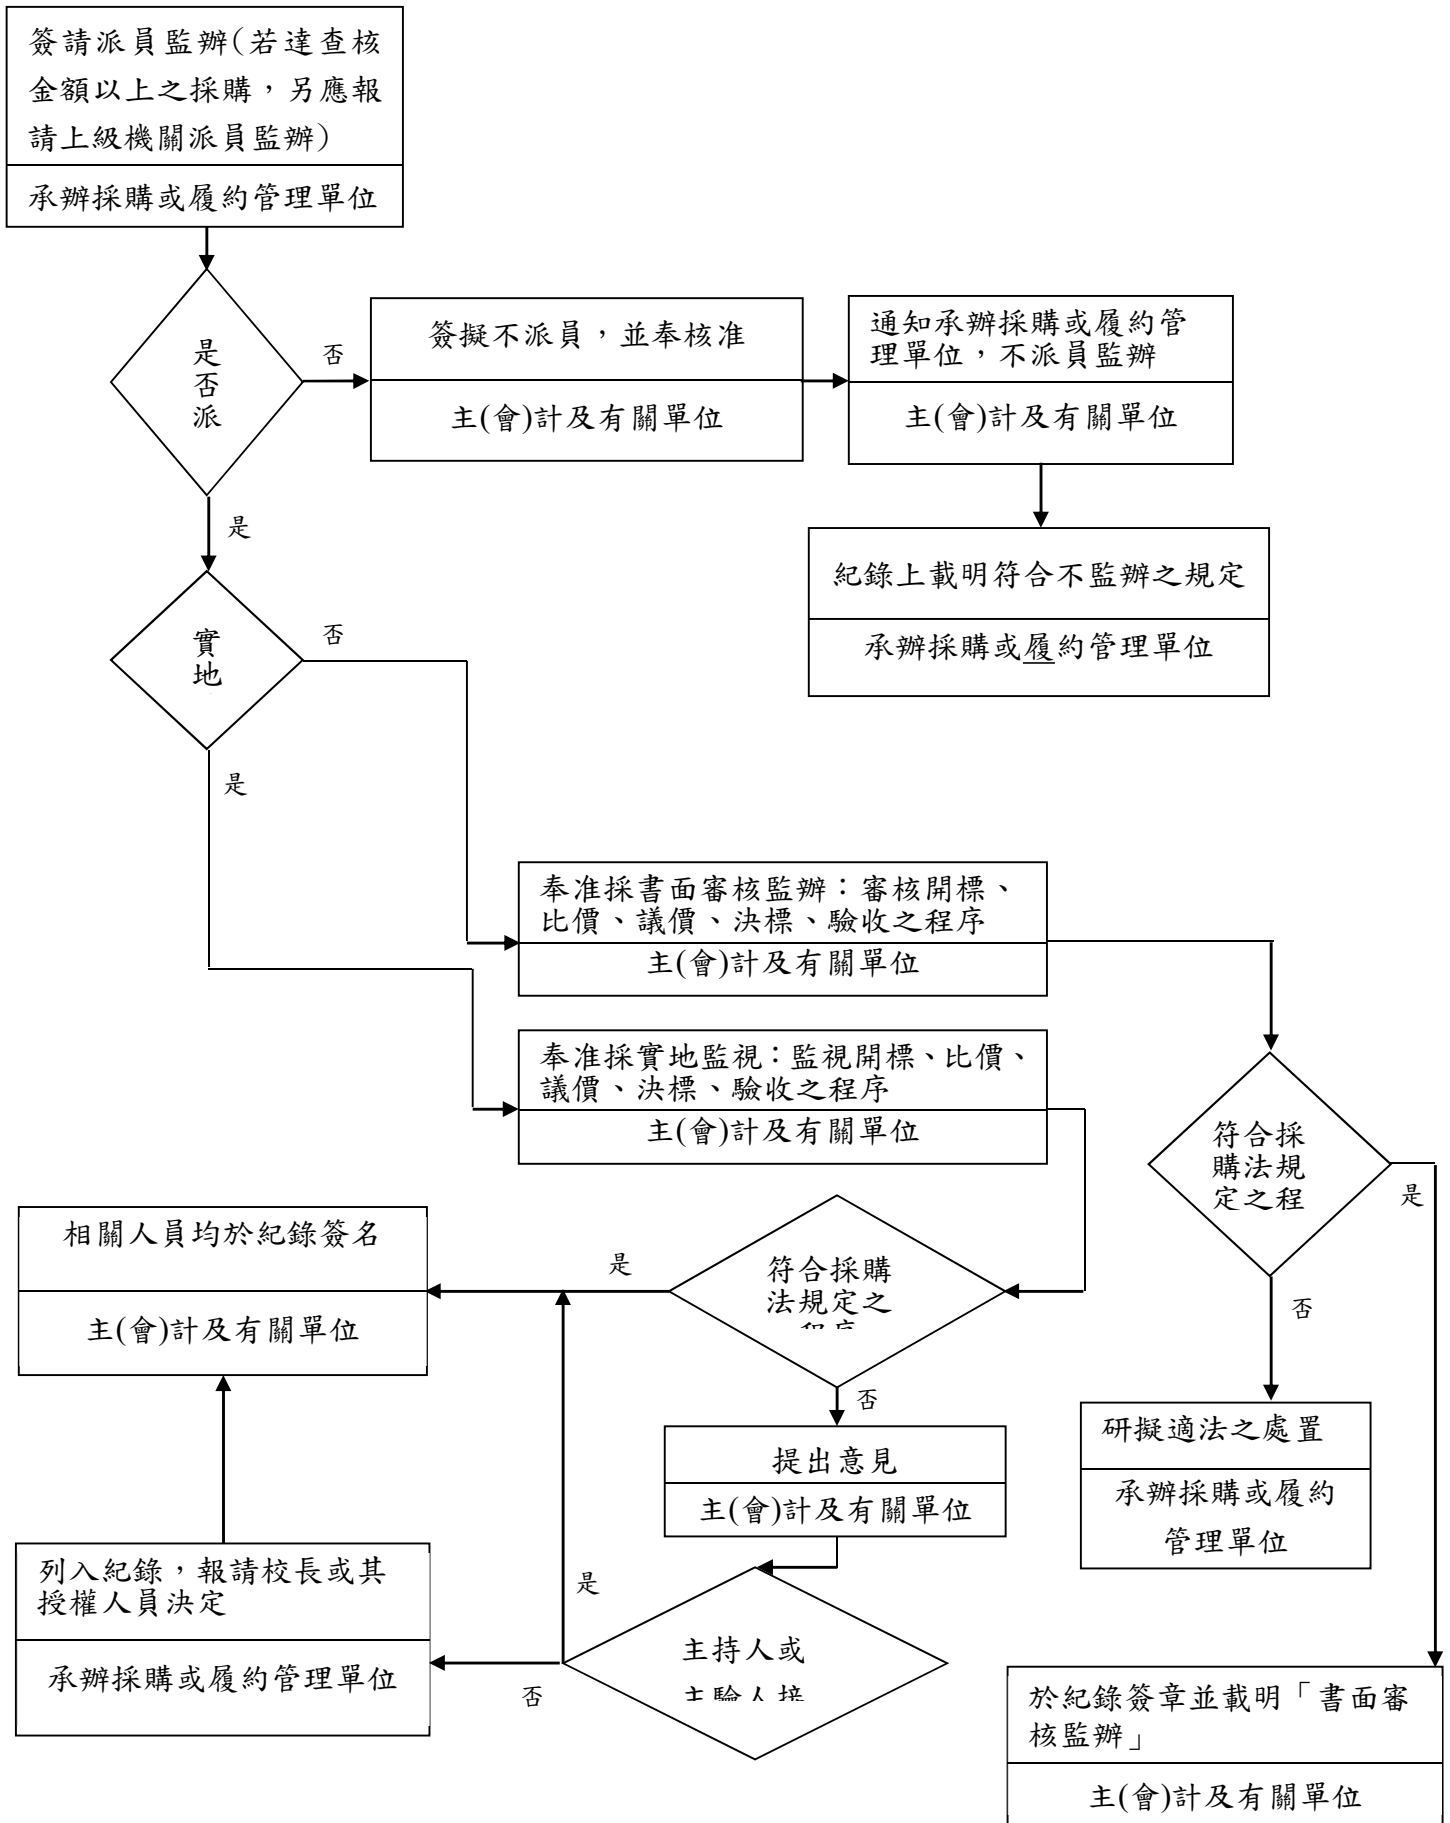 簽請派員監辦(若達查核
金額以上之採購，另應報
請上級機關派員監辦)
承辦採購或履約管理單位
是
否
派
否
簽擬不派員，並奉核准
主(會)計及有關單位
通知承辦採購或履約管
理單位，不派員監辦
主(會)計及有關單位
是
紀錄上載明符合不監辦之規定
承辦採購或履約管理單位
實
地
否
是
奉准採書面審核監辦：審核開標、
比價、議價、決標、驗收之程序
主(會)計及有關單位
奉准採實地監視：監視開標、比價、
議價、決標、驗收之程序
主(會)計及有關單位
符合採
購法規
定之程
是
否
相關人員均於紀錄簽名
主(會)計及有關單位
是
符合採購
法規定之
程序
否
提出意見
主(會)計及有關單位
研擬適法之處置
承辦採購或履約
管理單位
列入紀錄，報請校長或其
授權人員決定
承辦採購或履約管理單位
是
否
主持人或
主驗人接
於紀錄簽章並載明「書面審
核監辦」
主(會)計及有關單位